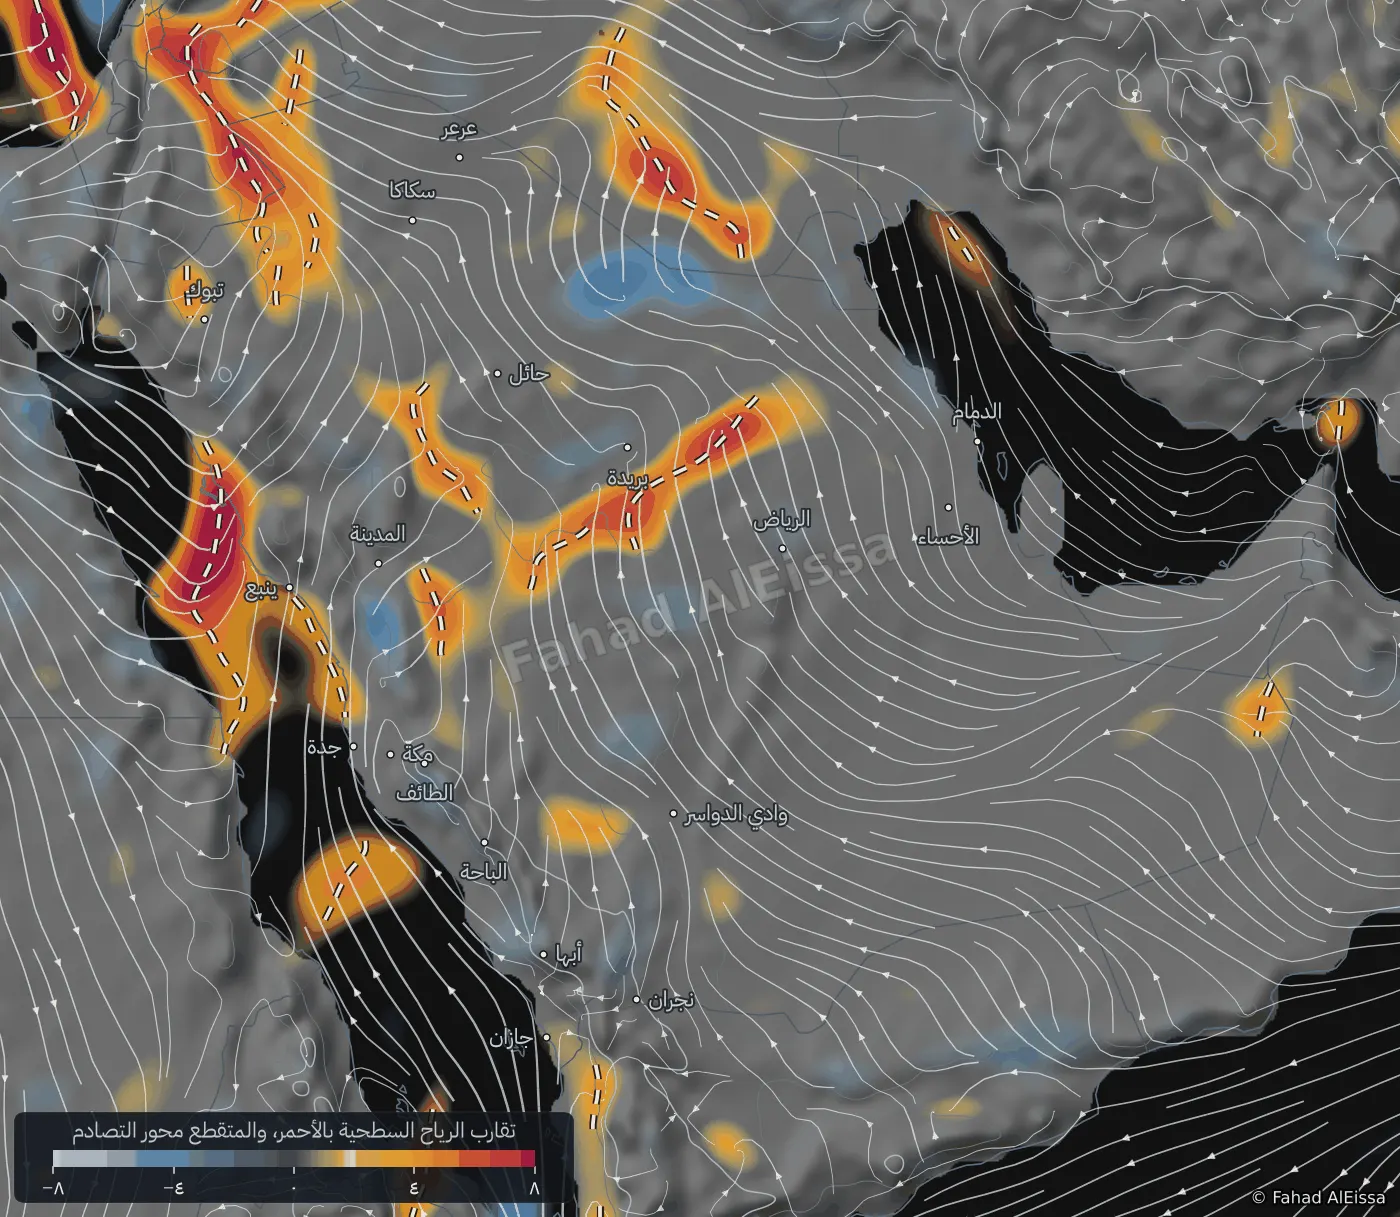 عرعر
سكاكا
تبوك
حائل
الدمام
بريدة
الأحساء
الرياض
المدينة
ينبع
Fahad AlEissa
جدة
مكة
الطائف
وادي الدواسر
الباحة
أبها
نجران
جازان
تقارب الرياح السطحية بالأحمر، والمتقطع محور التصادم
−٨ −٤ ٠ ٤ ٨
© Fahad AlEissa